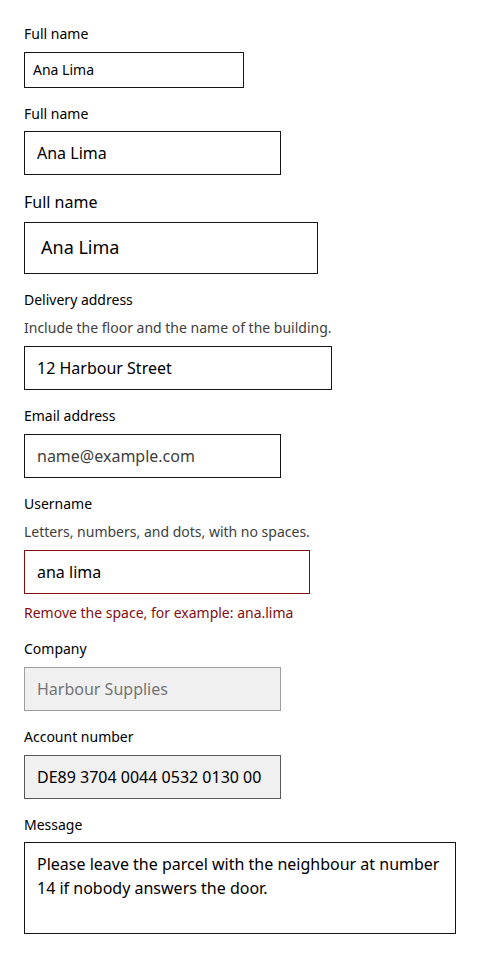 Full name
Ana Lima
Full name
Ana Lima
Full name
Ana Lima
Delivery address
Include the floor and the name of the building.
12 Harbour Street
Email address
name@example.com
Username
Letters, numbers, and dots, with no spaces.
ana lima
Remove the space, for example: ana.lima
Company
Harbour Supplies
Account number
DE89 3704 0044 0532 0130 00
Message
Please leave the parcel with the neighbour at number
14 if nobody answers the door.